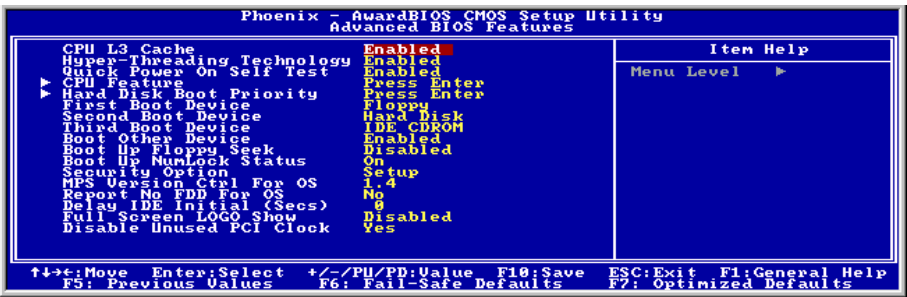 Phoenix - AwardBIOS CMOS Setup Utility
Advanced BIOS Features
CPU L3 Cache Enabled
Hyper-Threading Technology Enabled
Quick Power On Self Test Enabled
► CPU Feature Press Enter
► Hard Disk Boot Priority Press Enter
First Boot Device Floppy
Second Boot Device Hard Disk
Third Boot Device IDE CDROM
Boot Other Device Enabled
Boot Up Floppy Seek Disabled
Boot Up NumLock Status On
Security Option Setup
MPS Version Ctrl For OS 1.4
Report No FDD For OS No
Delay IDE Initial (Secs) 0
Full Screen LOGO Show Disabled
Disable Unused PCI Clock Yes
Item Help
Menu Level ►
↑↓→←:Move Enter:Select +/-/PU/PD:Value F10:Save ESC:Exit F1:General Help
F5: Previous Values F6: Fail-Safe Defaults F7: Optimized Defaults